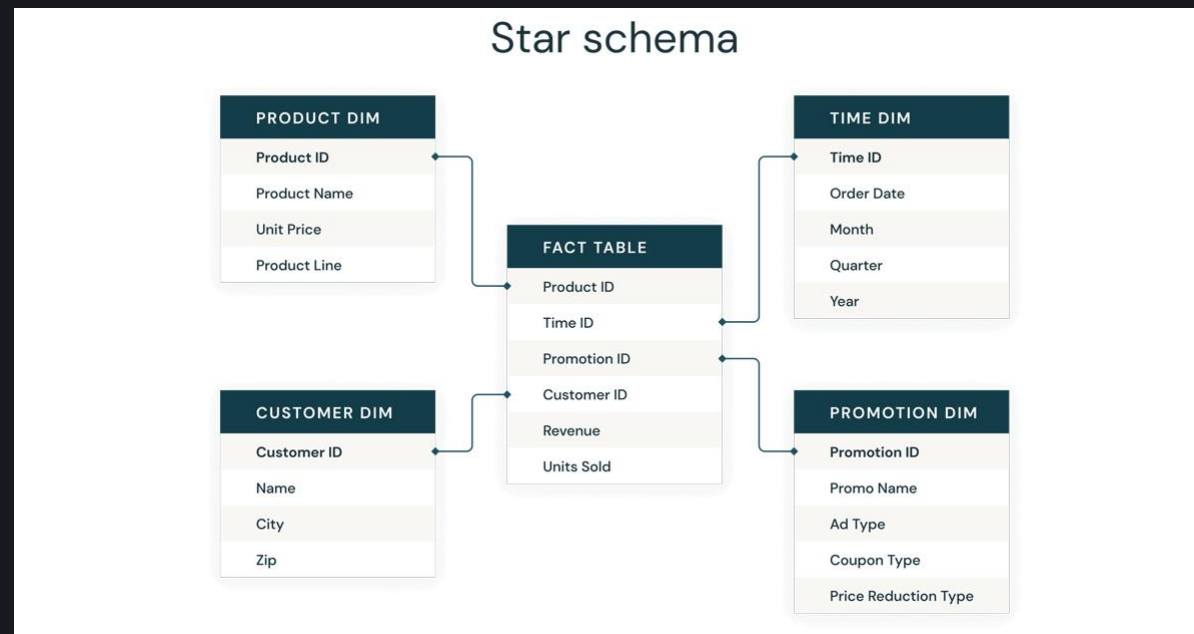 Star schema
PRODUCT DIM
Product ID
Product Name
Unit Price
Product Line
TIME DIM
Time ID
Order Date
Month
Quarter
Year
FACT TABLE
Product ID
Time ID
Promotion ID
Customer ID
Revenue
Units Sold
CUSTOMER DIM
Customer ID
Name
City
Zip
PROMOTION DIM
Promotion ID
Promo Name
Ad Type
Coupon Type
Price Reduction Type